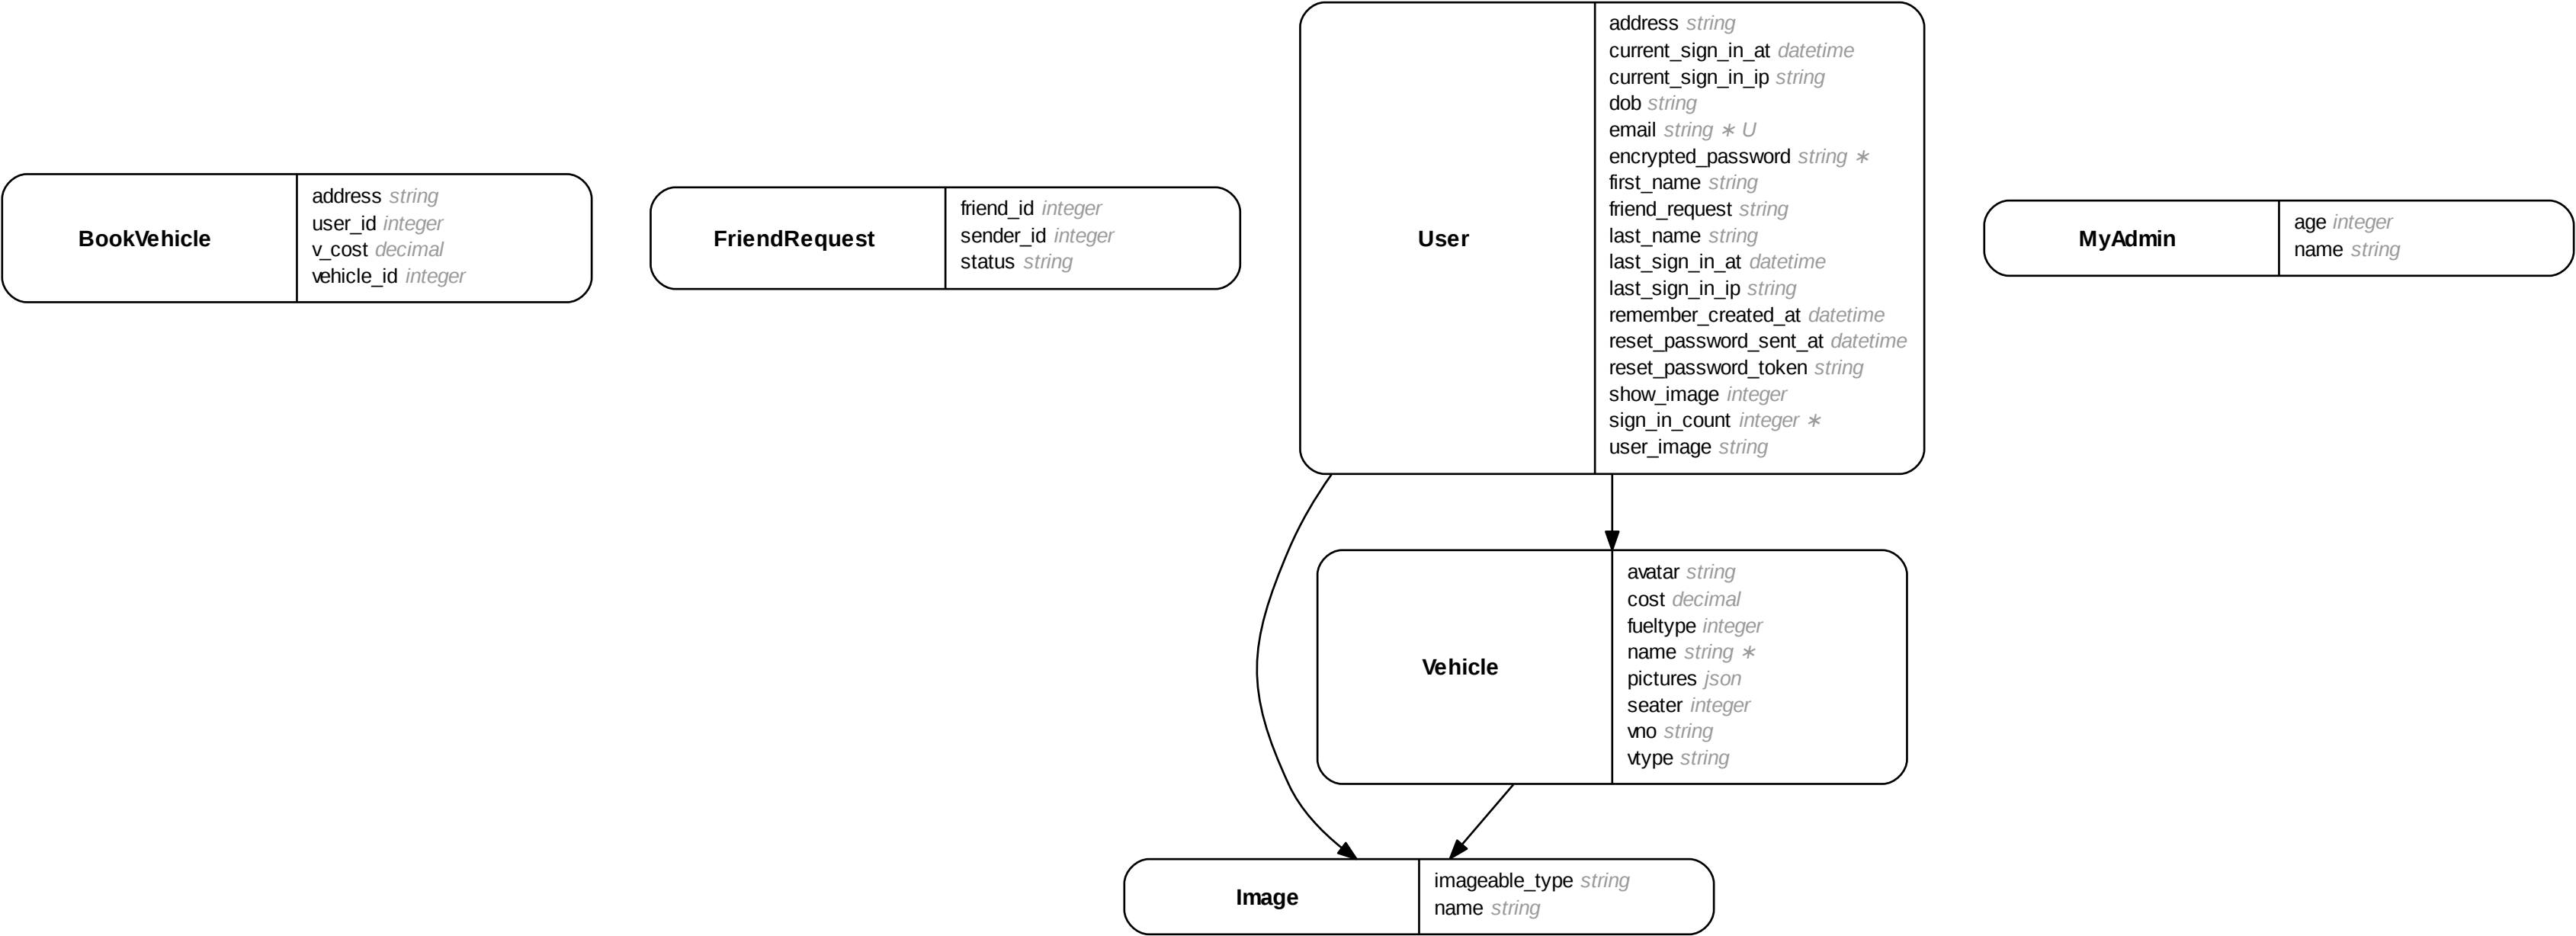 BookVehicle
address string
user_id integer
v_cost decimal
vehicle_id integer
FriendRequest
friend_id integer
sender_id integer
status string
User
address string
current_sign_in_at datetime
current_sign_in_ip string
dob string
email string ∗ U
encrypted_password string ∗
first_name string
friend_request string
last_name string
last_sign_in_at datetime
last_sign_in_ip string
remember_created_at datetime
reset_password_sent_at datetime
reset_password_token string
show_image integer
sign_in_count integer ∗
user_image string
MyAdmin
age integer
name string
Vehicle
avatar string
cost decimal
fueltype integer
name string ∗
pictures json
seater integer
vno string
vtype string
Image
imageable_type string
name string